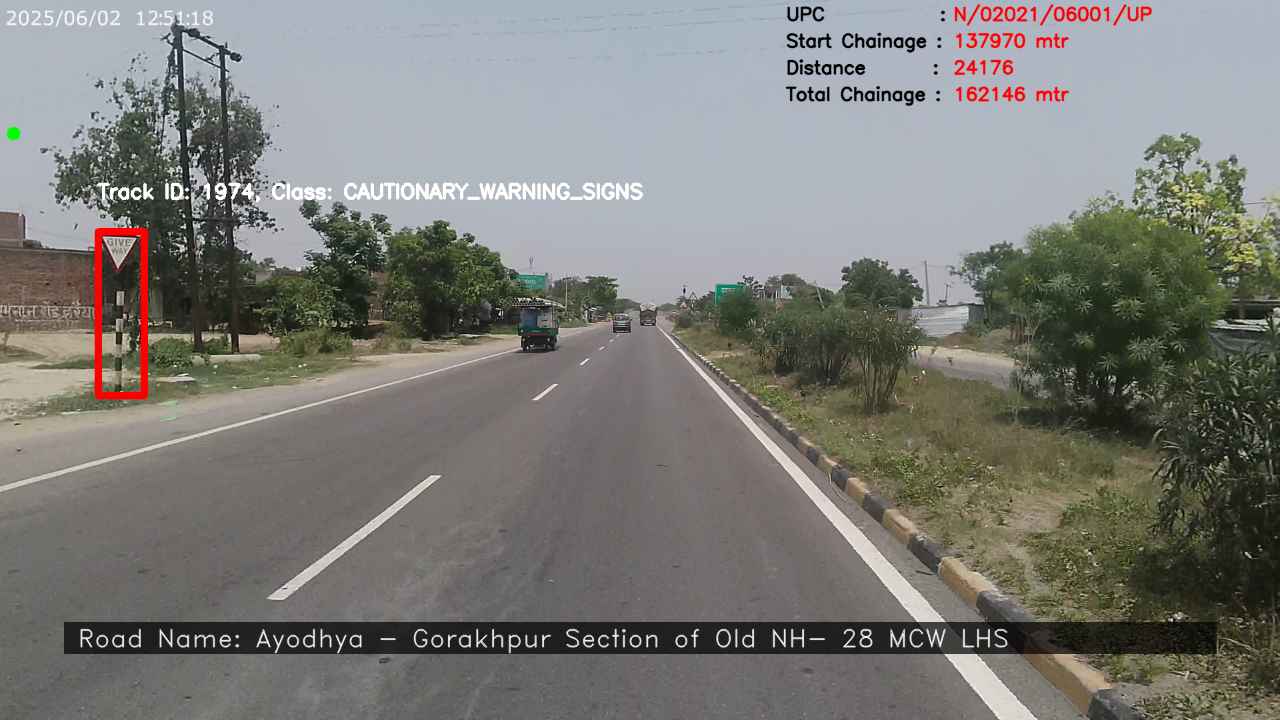 2025/06/02 12:51:18
UPC : N/02021/06001/UP
Start Chainage : 137970 mtr
Distance : 24176
Total Chainage : 162146 mtr
Track ID: 1974, Class: CAUTIONARY_WARNING_SIGNS
GIVE
WAY
Road Name: Ayodhya - Gorakhpur Section of Old NH- 28 MCW LHS